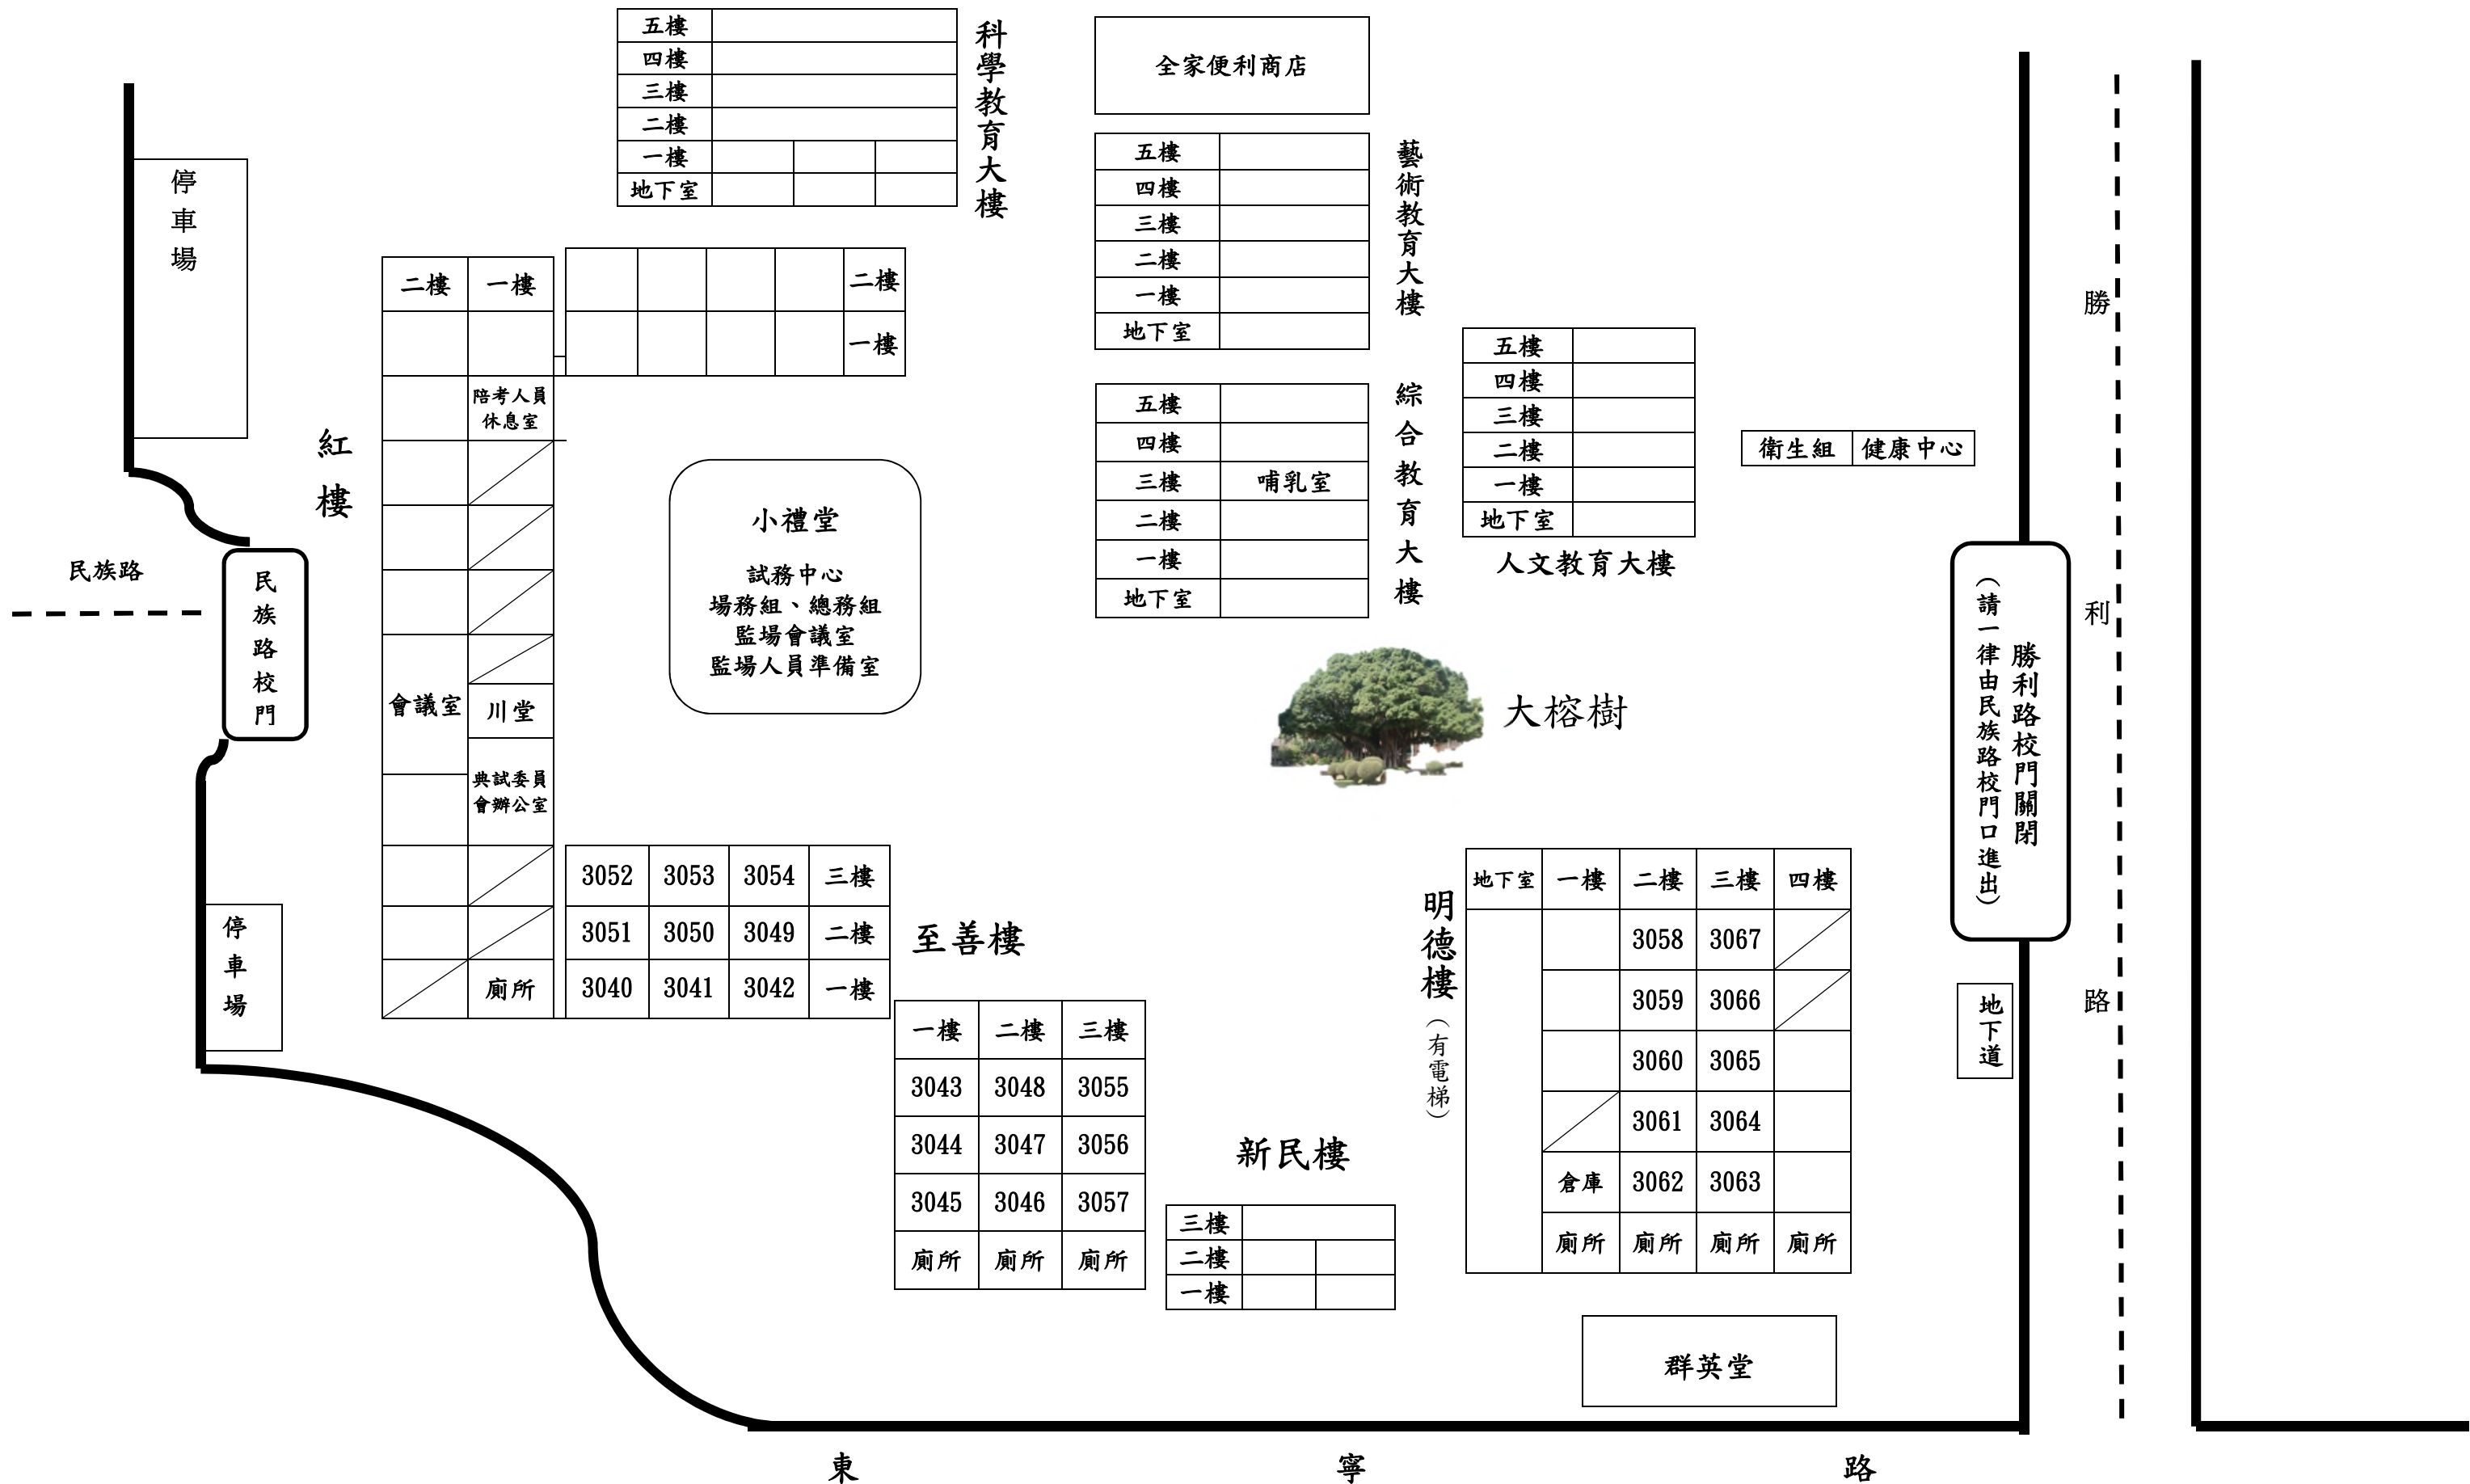 五樓
四樓
三樓
二樓
一樓
地下室
科學教育大樓
全家便利商店
五樓
四樓
三樓
二樓
一樓
地下室
藝術教育大樓
停車場
二樓 一樓
陪考人員
休息室
會議室
川堂
典試委員
會辦公室
廁所
紅樓
二樓
一樓
五樓
四樓
三樓 哺乳室
二樓
一樓
地下室
綜合教育大樓
五樓
四樓
三樓
二樓
一樓
地下室
人文教育大樓
衛生組 健康中心
小禮堂
試務中心
場務組、總務組
監場會議室
監場人員準備室
民族路
民族路校門
大榕樹
勝利路校門關閉
(請一律由民族路校門口進出)
勝利路
停車場
3052 3053 3054 三樓
3051 3050 3049 二樓
3040 3041 3042 一樓
至善樓
一樓 二樓 三樓
3043 3048 3055
3044 3047 3056
3045 3046 3057
廁所 廁所 廁所
新民樓
三樓
二樓
一樓
明德樓(有電梯)
地下室 一樓 二樓 三樓 四樓
3058 3067
3059 3066
3060 3065
3061 3064
倉庫 3062 3063
廁所 廁所 廁所 廁所
地下道
群英堂
東寧路